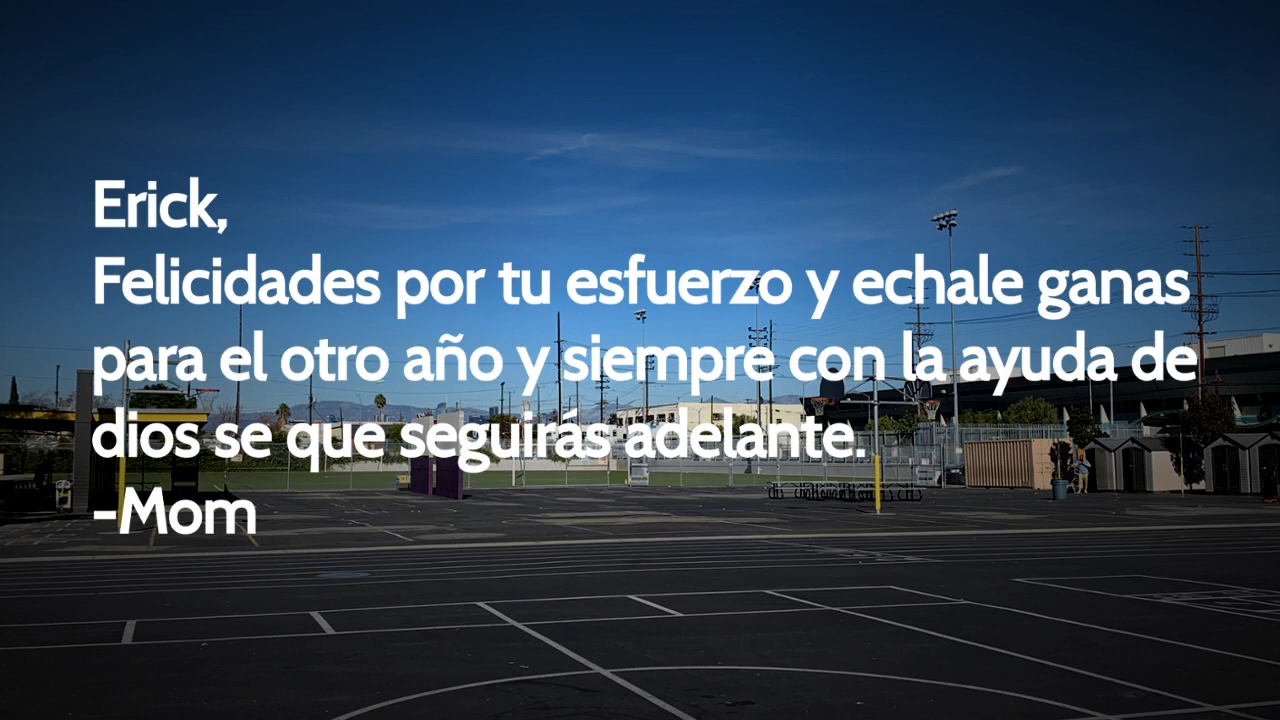 Erick,
Felicidades por tu esfuerzo y echale ganas
para el otro año y siempre con la ayuda de
dios se que seguirás adelante.
-Mom